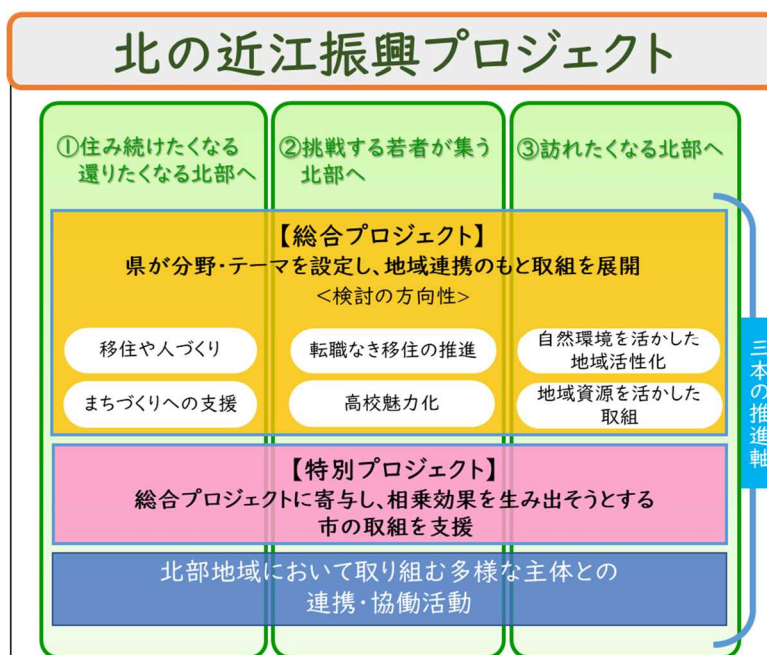 北の近江振興プロジェクト
①住み続けたくなる
還りたくなる北部へ
②挑戦する若者が集う
北部へ
③訪れたくなる北部へ
【総合プロジェクト】
県が分野・テーマを設定し、地域連携のもと取組を展開
<検討の方向性>
移住や人づくり
転職なき移住の推進
自然環境を活かした
地域活性化
まちづくりへの支援
高校魅力化
地域資源を活かした
取組
【特別プロジェクト】
総合プロジェクトに寄与し、相乗効果を生み出そうとする
市の取組を支援
北部地域において取り組む多様な主体との
連携・協働活動
三本の推進軸